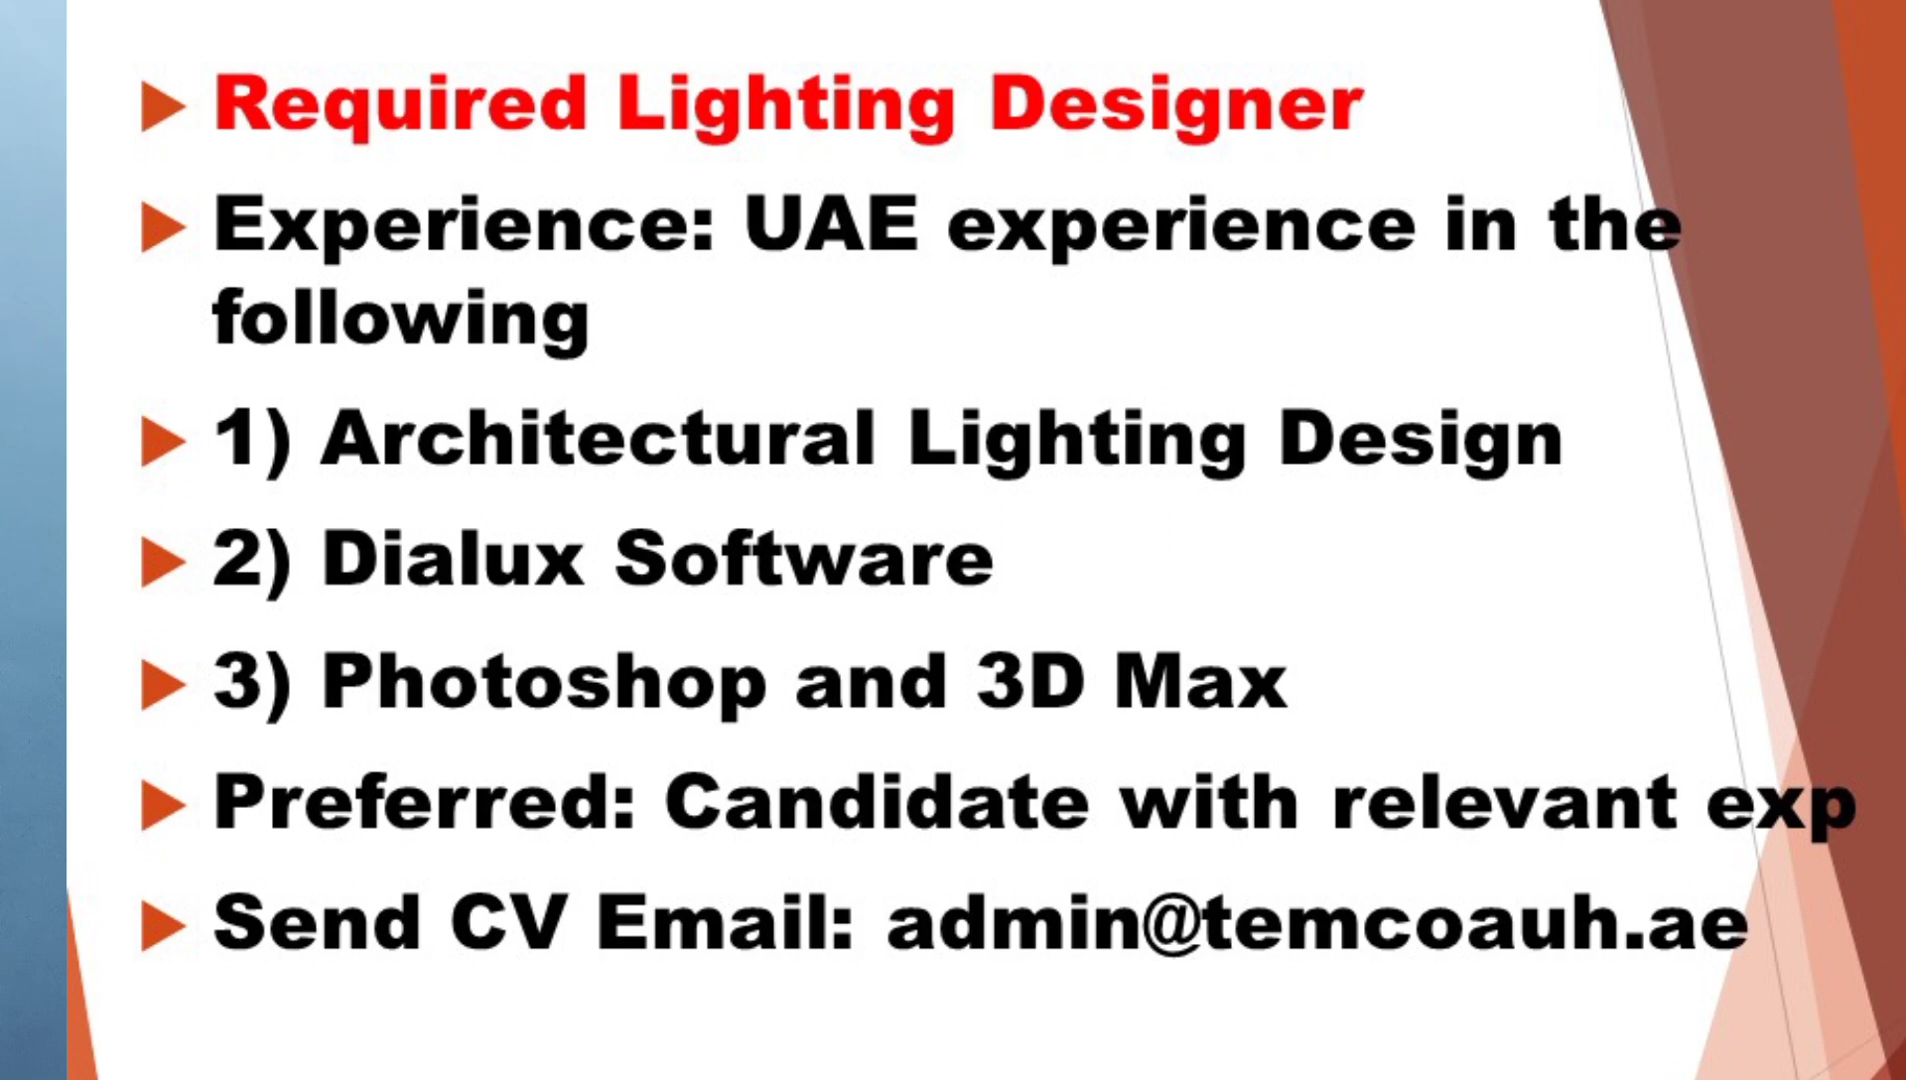 Required Lighting Designer
Experience: UAE experience in the
following
1) Architectural Lighting Design
2) Dialux Software
3) Photoshop and 3D Max
Preferred: Candidate with relevant exp
Send CV Email: admin@temcoauh.ae